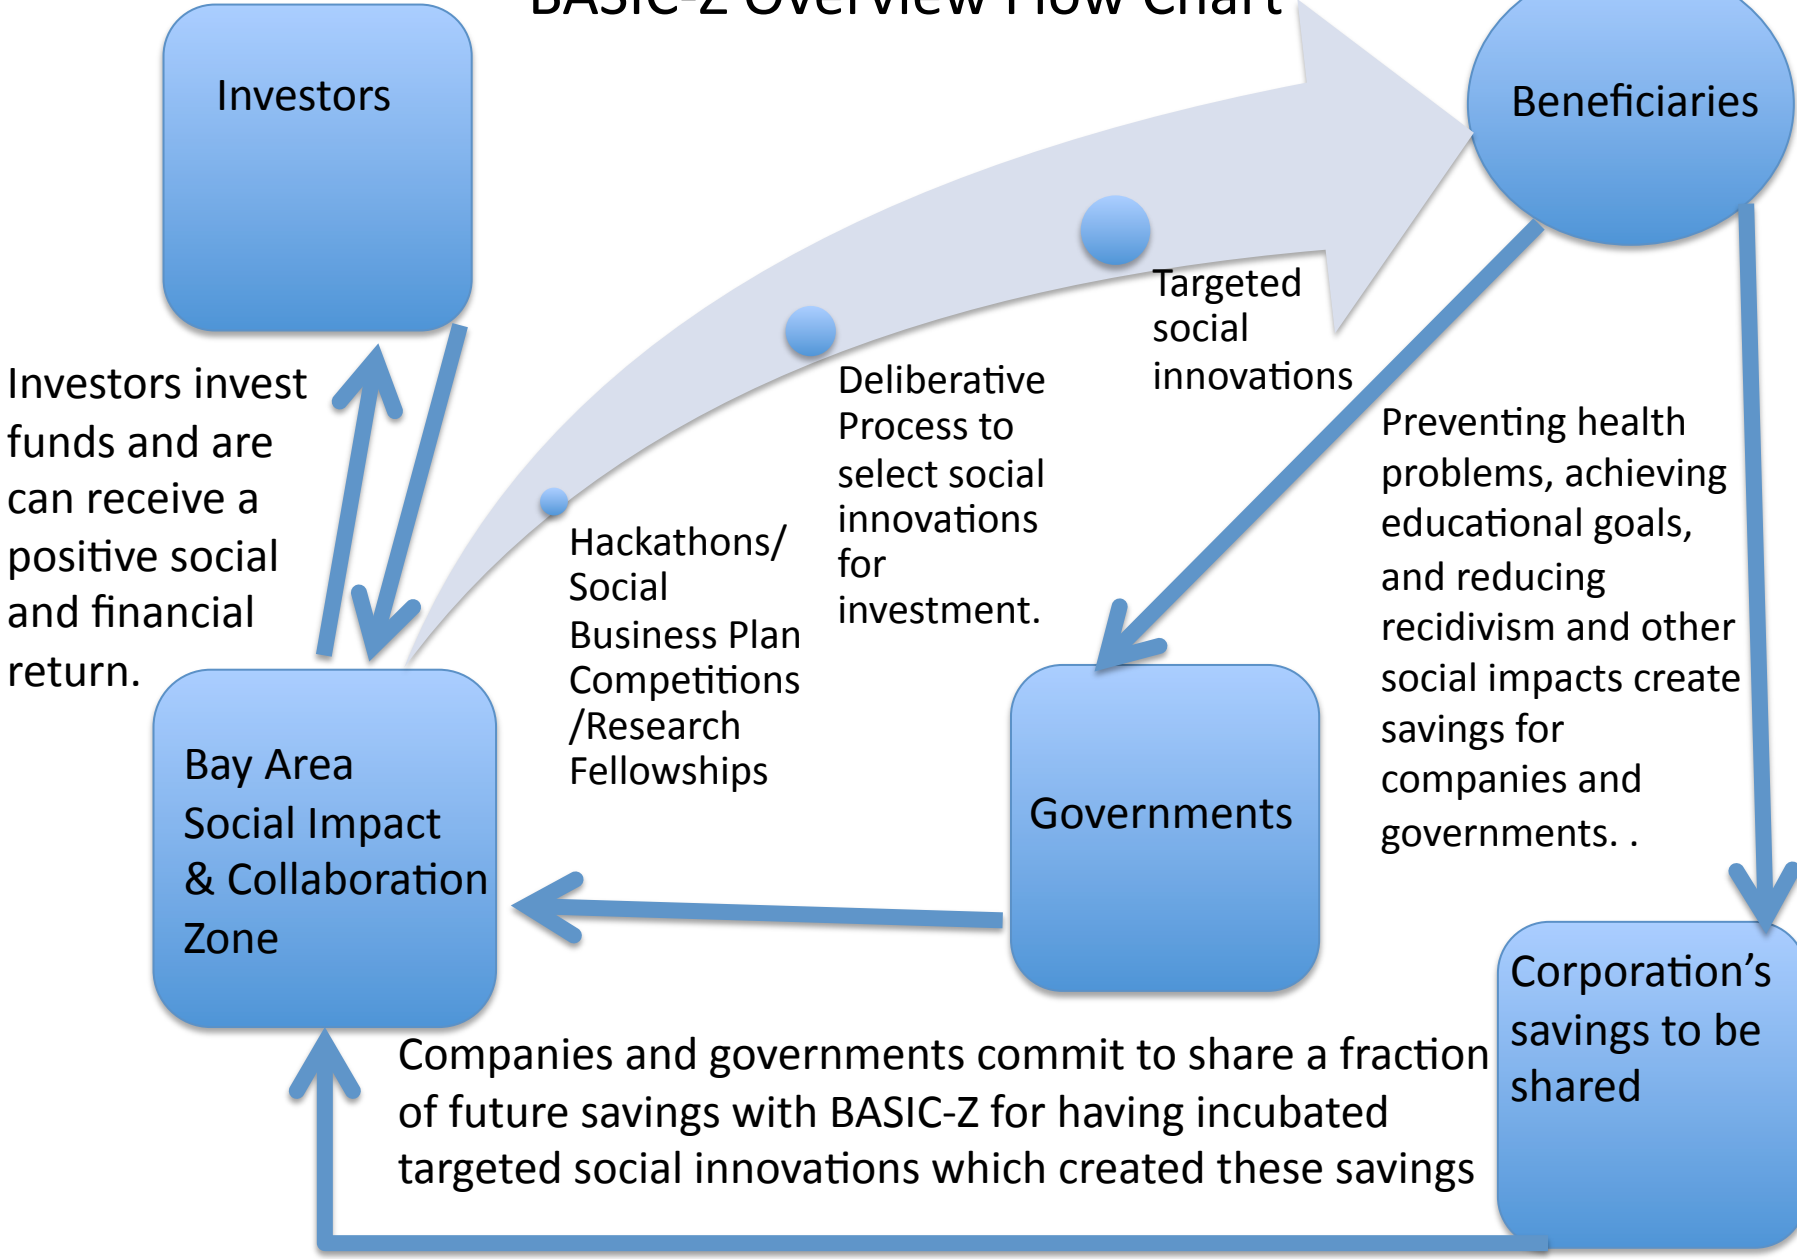 BASIC-Z Overview Flow Chart
Investors
Beneficiaries
Targeted
social
innovations
Investors invest
funds and are
can receive a
positive social
and financial
return.
Deliberative
Process to
select social
innovations
for
investment.
Preventing health
problems, achieving
educational goals,
and reducing
recidivism and other
social impacts create
savings for
companies and
governments. .
Hackathons/
Social
Business Plan
Competitions
/Research
Fellowships
Bay Area
Social Impact
& Collaboration
Zone
Governments
Corporation’s
savings to be
shared
Companies and governments commit to share a fraction
of future savings with BASIC-Z for having incubated
targeted social innovations which created these savings